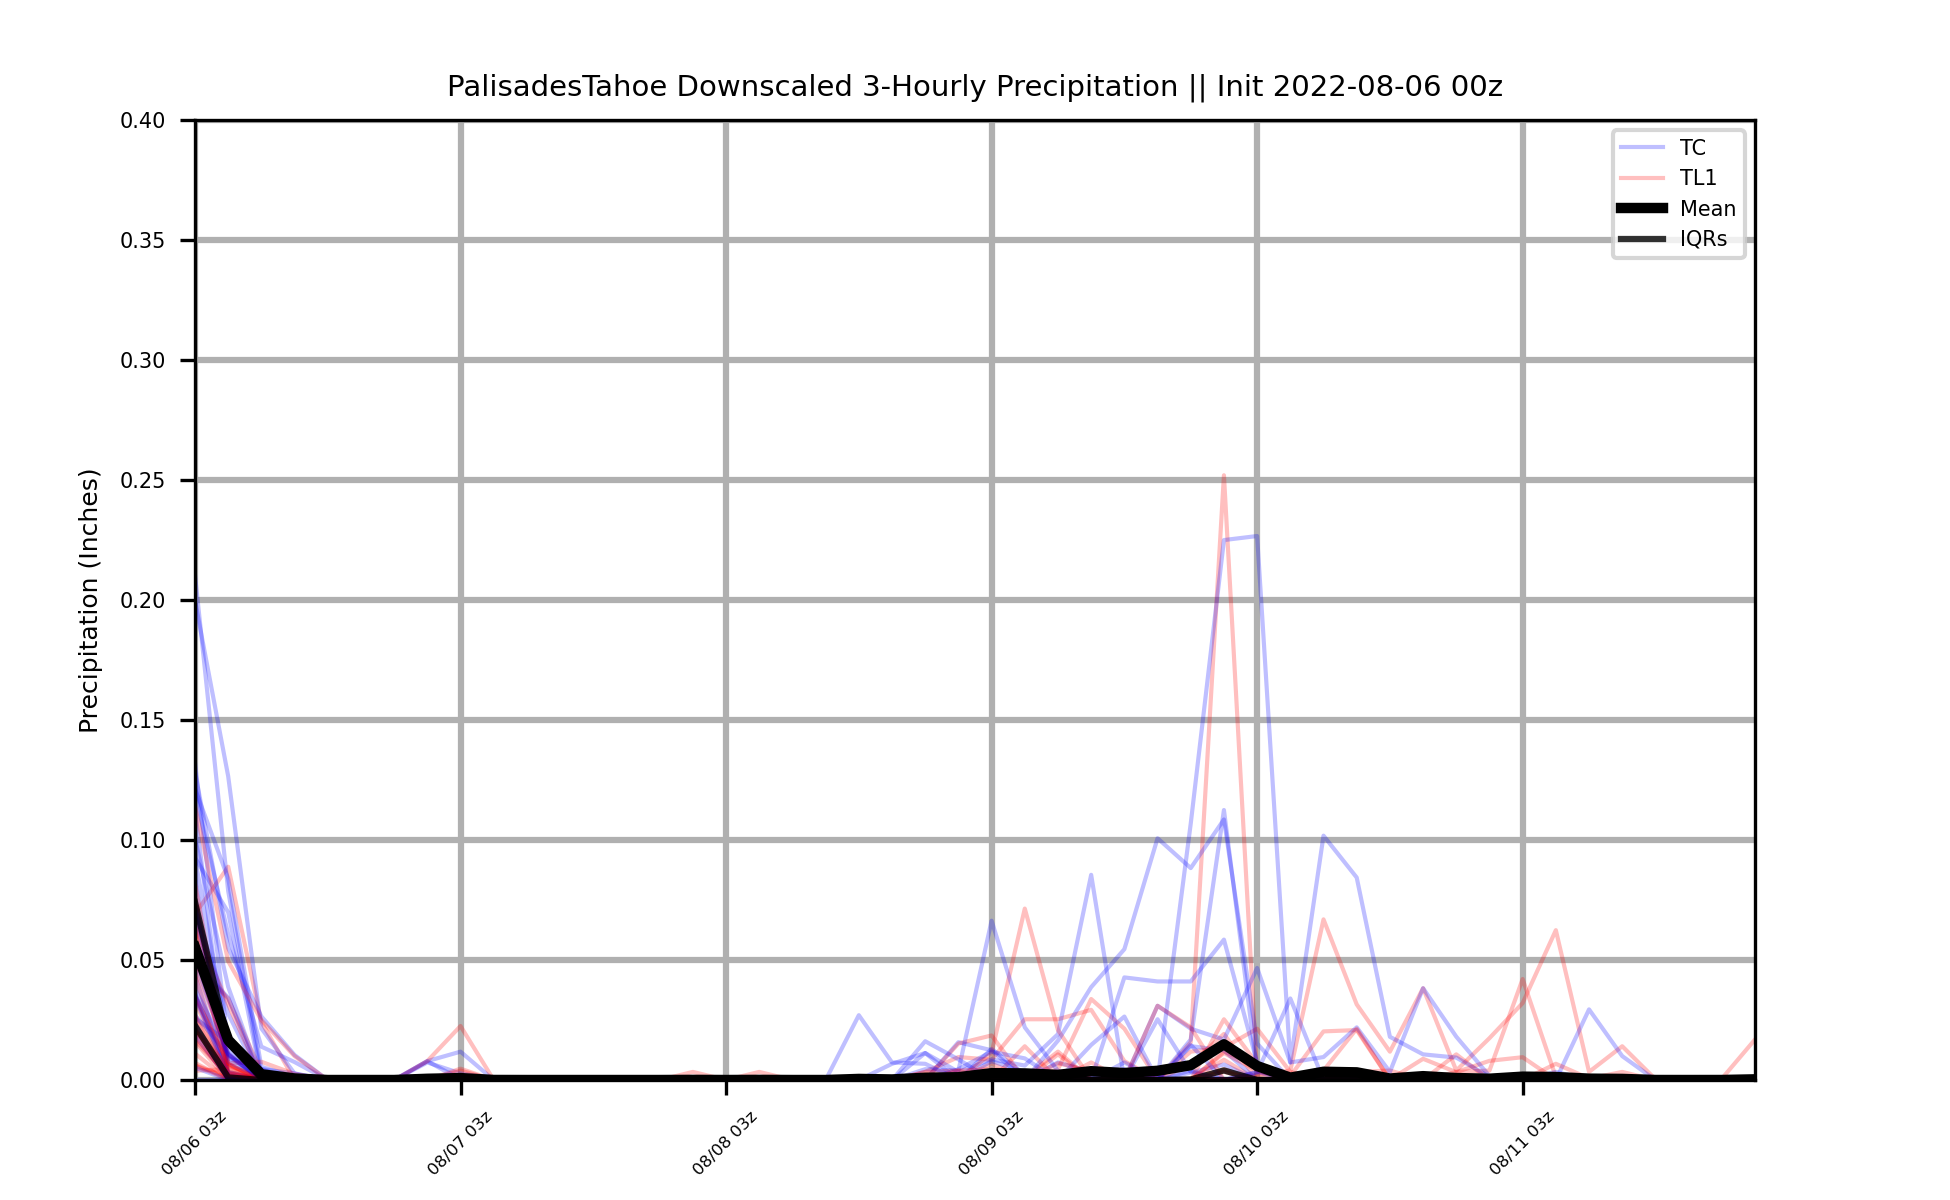 PalisadesTahoe Downscaled 3-Hourly Precipitation || Init 2022-08-06 00z
0.40
0.35
0.30
0.25
0.20
0.15
0.10
0.05
0.00
Precipitation (Inches)
TC
TL1
Mean
IQRs
08/06 03z
08/07 03z
08/08 03z
08/09 03z
08/10 03z
08/11 03z